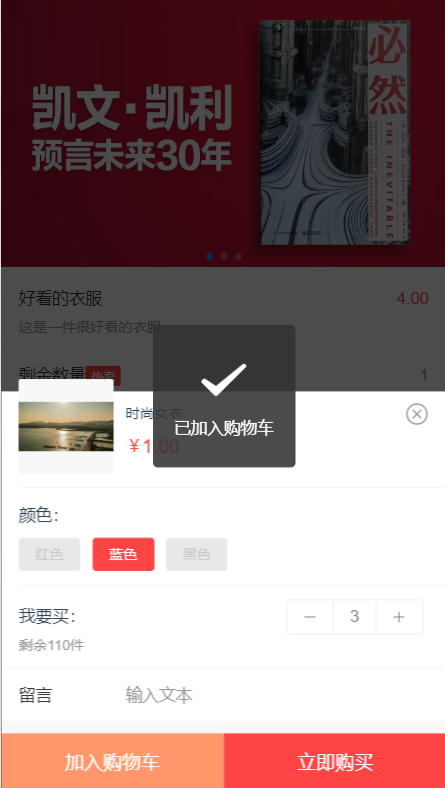 凯文·凯利
预言未来30年
必然
THE INEVITABLE
好看的衣服
4.00
这是一件很好看的衣服
剩余数量
热卖
1
时尚女衣
¥1.00
已加入购物车
颜色：
红色
蓝色
黑色
我要买：
3
剩余110件
留言
输入文本
加入购物车
立即购买